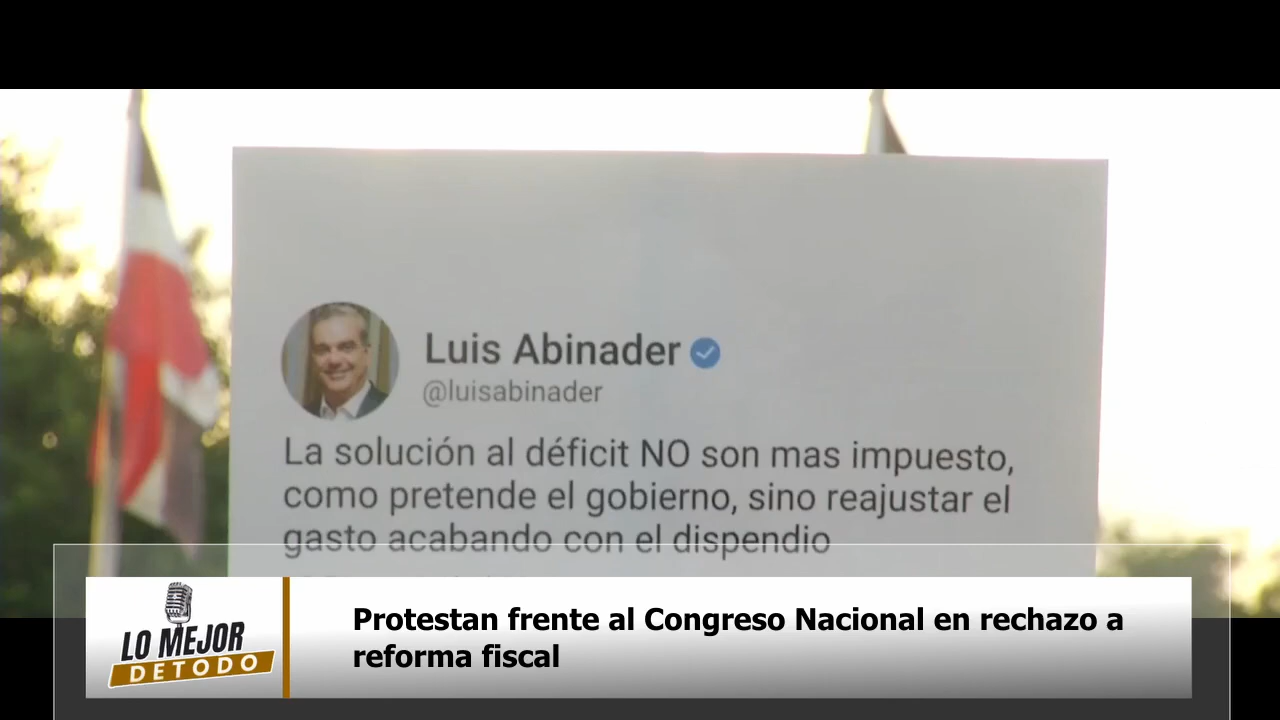 Luis Abinader
@luisabinader
La solución al déficit NO son mas impuesto,
como pretende el gobierno, sino reajustar el
gasto acabando con el dispendio
LO MEJOR
DETODO
Protestan frente al Congreso Nacional en rechazo a
reforma fiscal